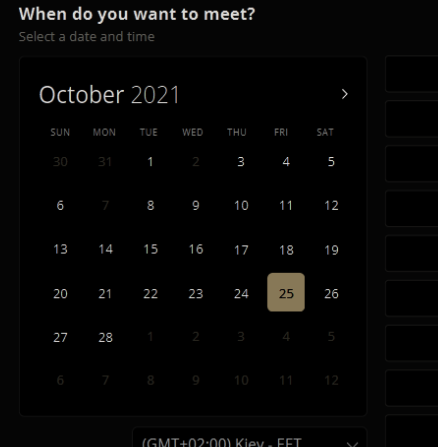 When do you want to meet?
Select a date and time
October 2021 >
SUN MON TUE WED THU FRI SAT
30 31 1 2 3 4 5
6 7 8 9 10 11 12
13 14 15 16 17 18 19
20 21 22 23 24 25 26
27 28 1 2 3 4 5
6 7 8 9 10 11 12
(GMT+02:00) Kiev - EET